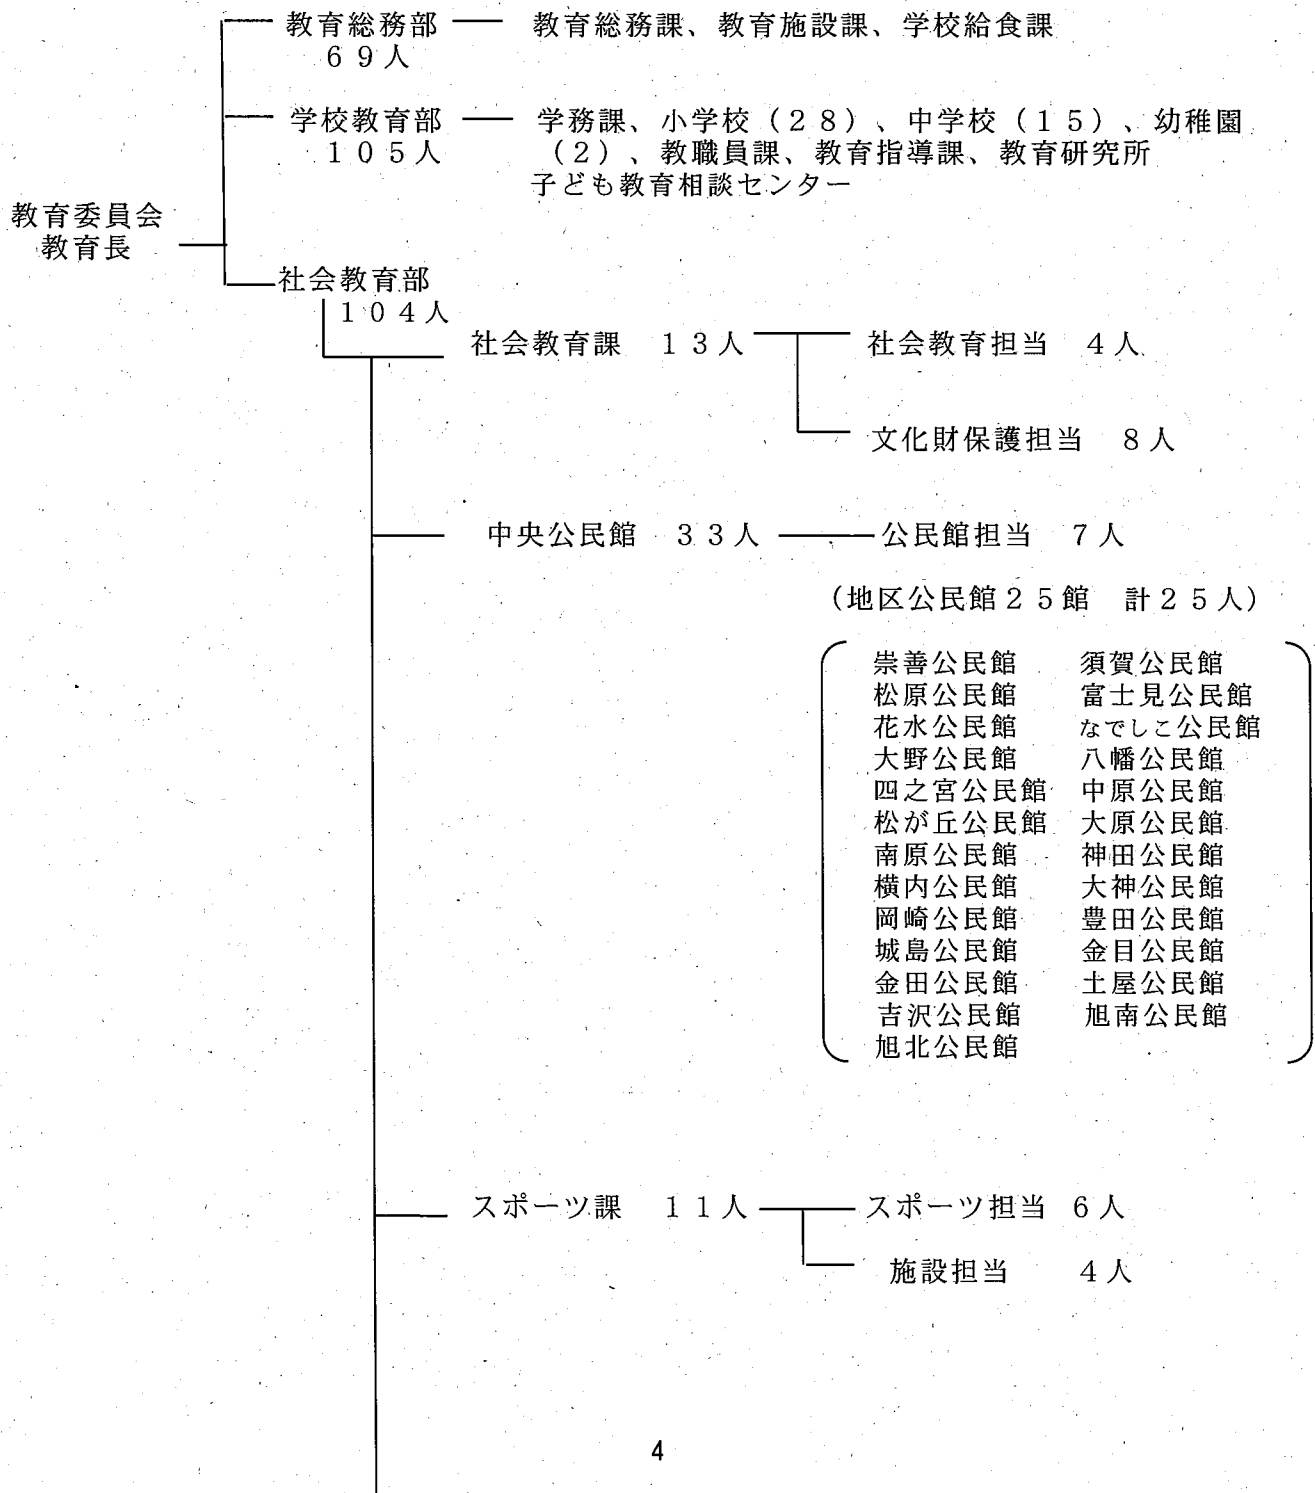 教育総務部 教育総務課、教育施設課、学校給食課
69人
学校教育部 学務課、小学校(28)、中学校(15)、幼稚園
105人 (2)、教職員課、教育指導課、教育研究所
子ども教育相談センター
教育委員会
教育長
社会教育部
104人
社会教育課 13人 社会教育担当 4人
文化財保護担当 8人
中央公民館 33人 公民館担当 7人
(地区公民館25館 計25人)
崇善公民館 須賀公民館
松原公民館 富士見公民館
花水公民館 なでしこ公民館
大野公民館 八幡公民館
四之宮公民館 中原公民館
松が丘公民館 大原公民館
南原公民館 神田公民館
横内公民館 大神公民館
岡崎公民館 豊田公民館
城島公民館 金目公民館
金田公民館 土屋公民館
吉沢公民館 旭南公民館
旭北公民館
スポーツ課 11人 スポーツ担当 6人
施設担当 4人
4